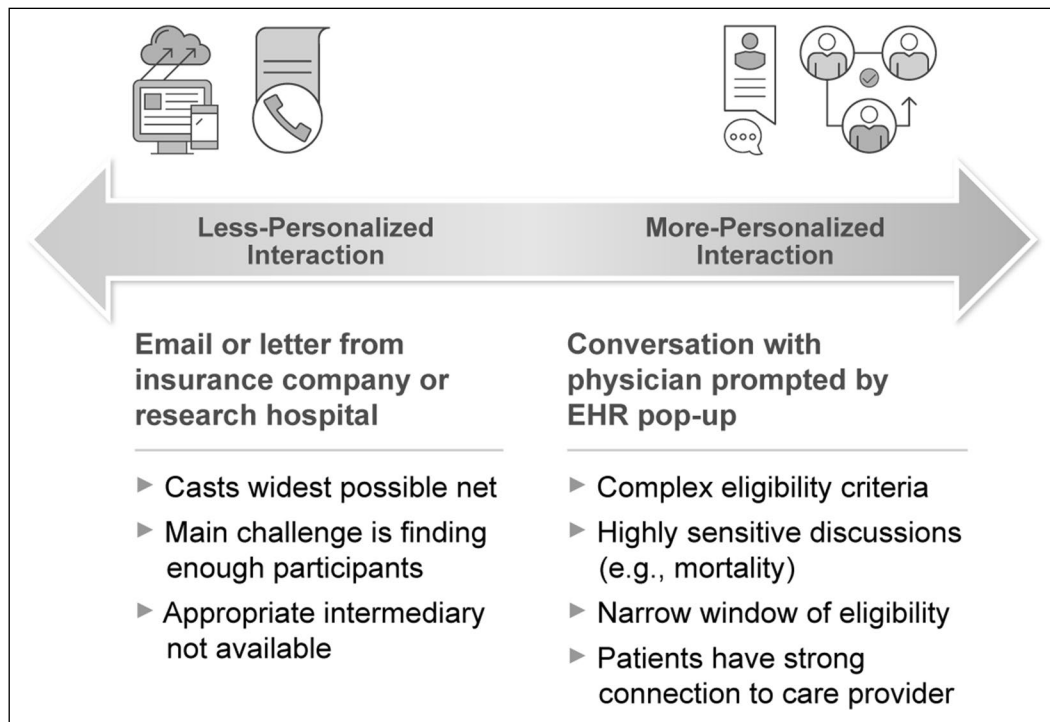 Less-Personalized
Interaction
More-Personalized
Interaction
Email or letter from
insurance company or
research hospital
► Casts widest possible net
► Main challenge is finding
enough participants
► Appropriate intermediary
not available
Conversation with
physician prompted by
EHR pop-up
► Complex eligibility criteria
► Highly sensitive discussions
(e.g., mortality)
► Narrow window of eligibility
► Patients have strong
connection to care provider